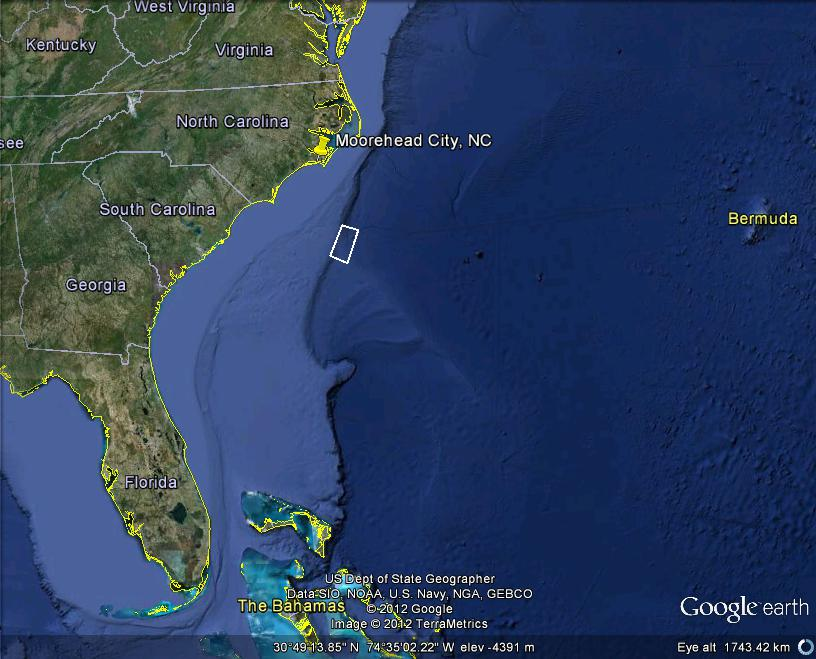 West Virginia
Kentucky
Virginia
North Carolina
Moorehead City, NC
see
South Carolina
Bermuda
Georgia
Florida
The Bahamas
US Dept of State Geographer
Data SIO, NOAA, U.S. Navy, NGA, GEBCO
©2012 Google
Image © 2012 TerraMetrics
Google earth
30°49'13.85" N 74°35'02.22" W elev -4391 m
Eye alt 1743.42 km